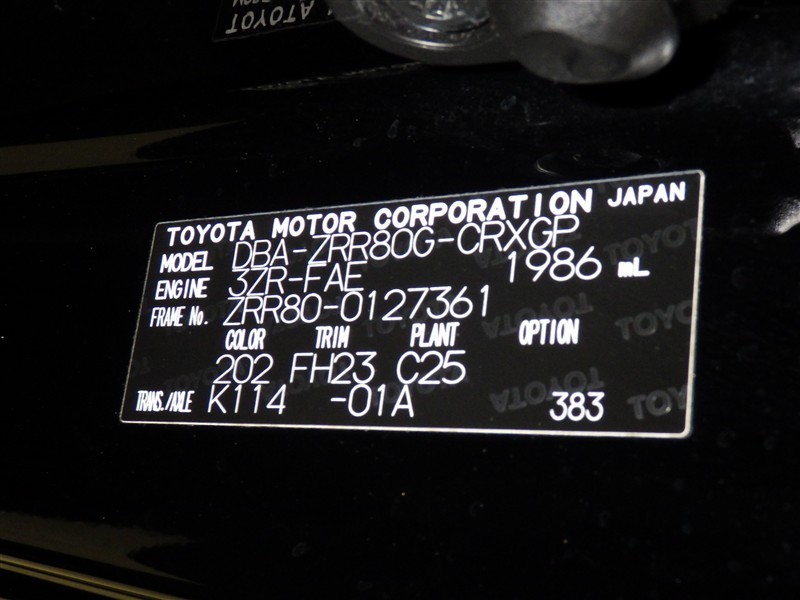 TOYOTA MOTOR CORPORATION JAPAN
MODEL DBA-ZRR80G-CRXGP
ENGINE 3ZR-FAE 1986 mL
FRAME No. ZRR80-0127361
COLOR TRIM PLANT OPTION
202 FH23 C25
TRANS./AXLE K114 -01A 383